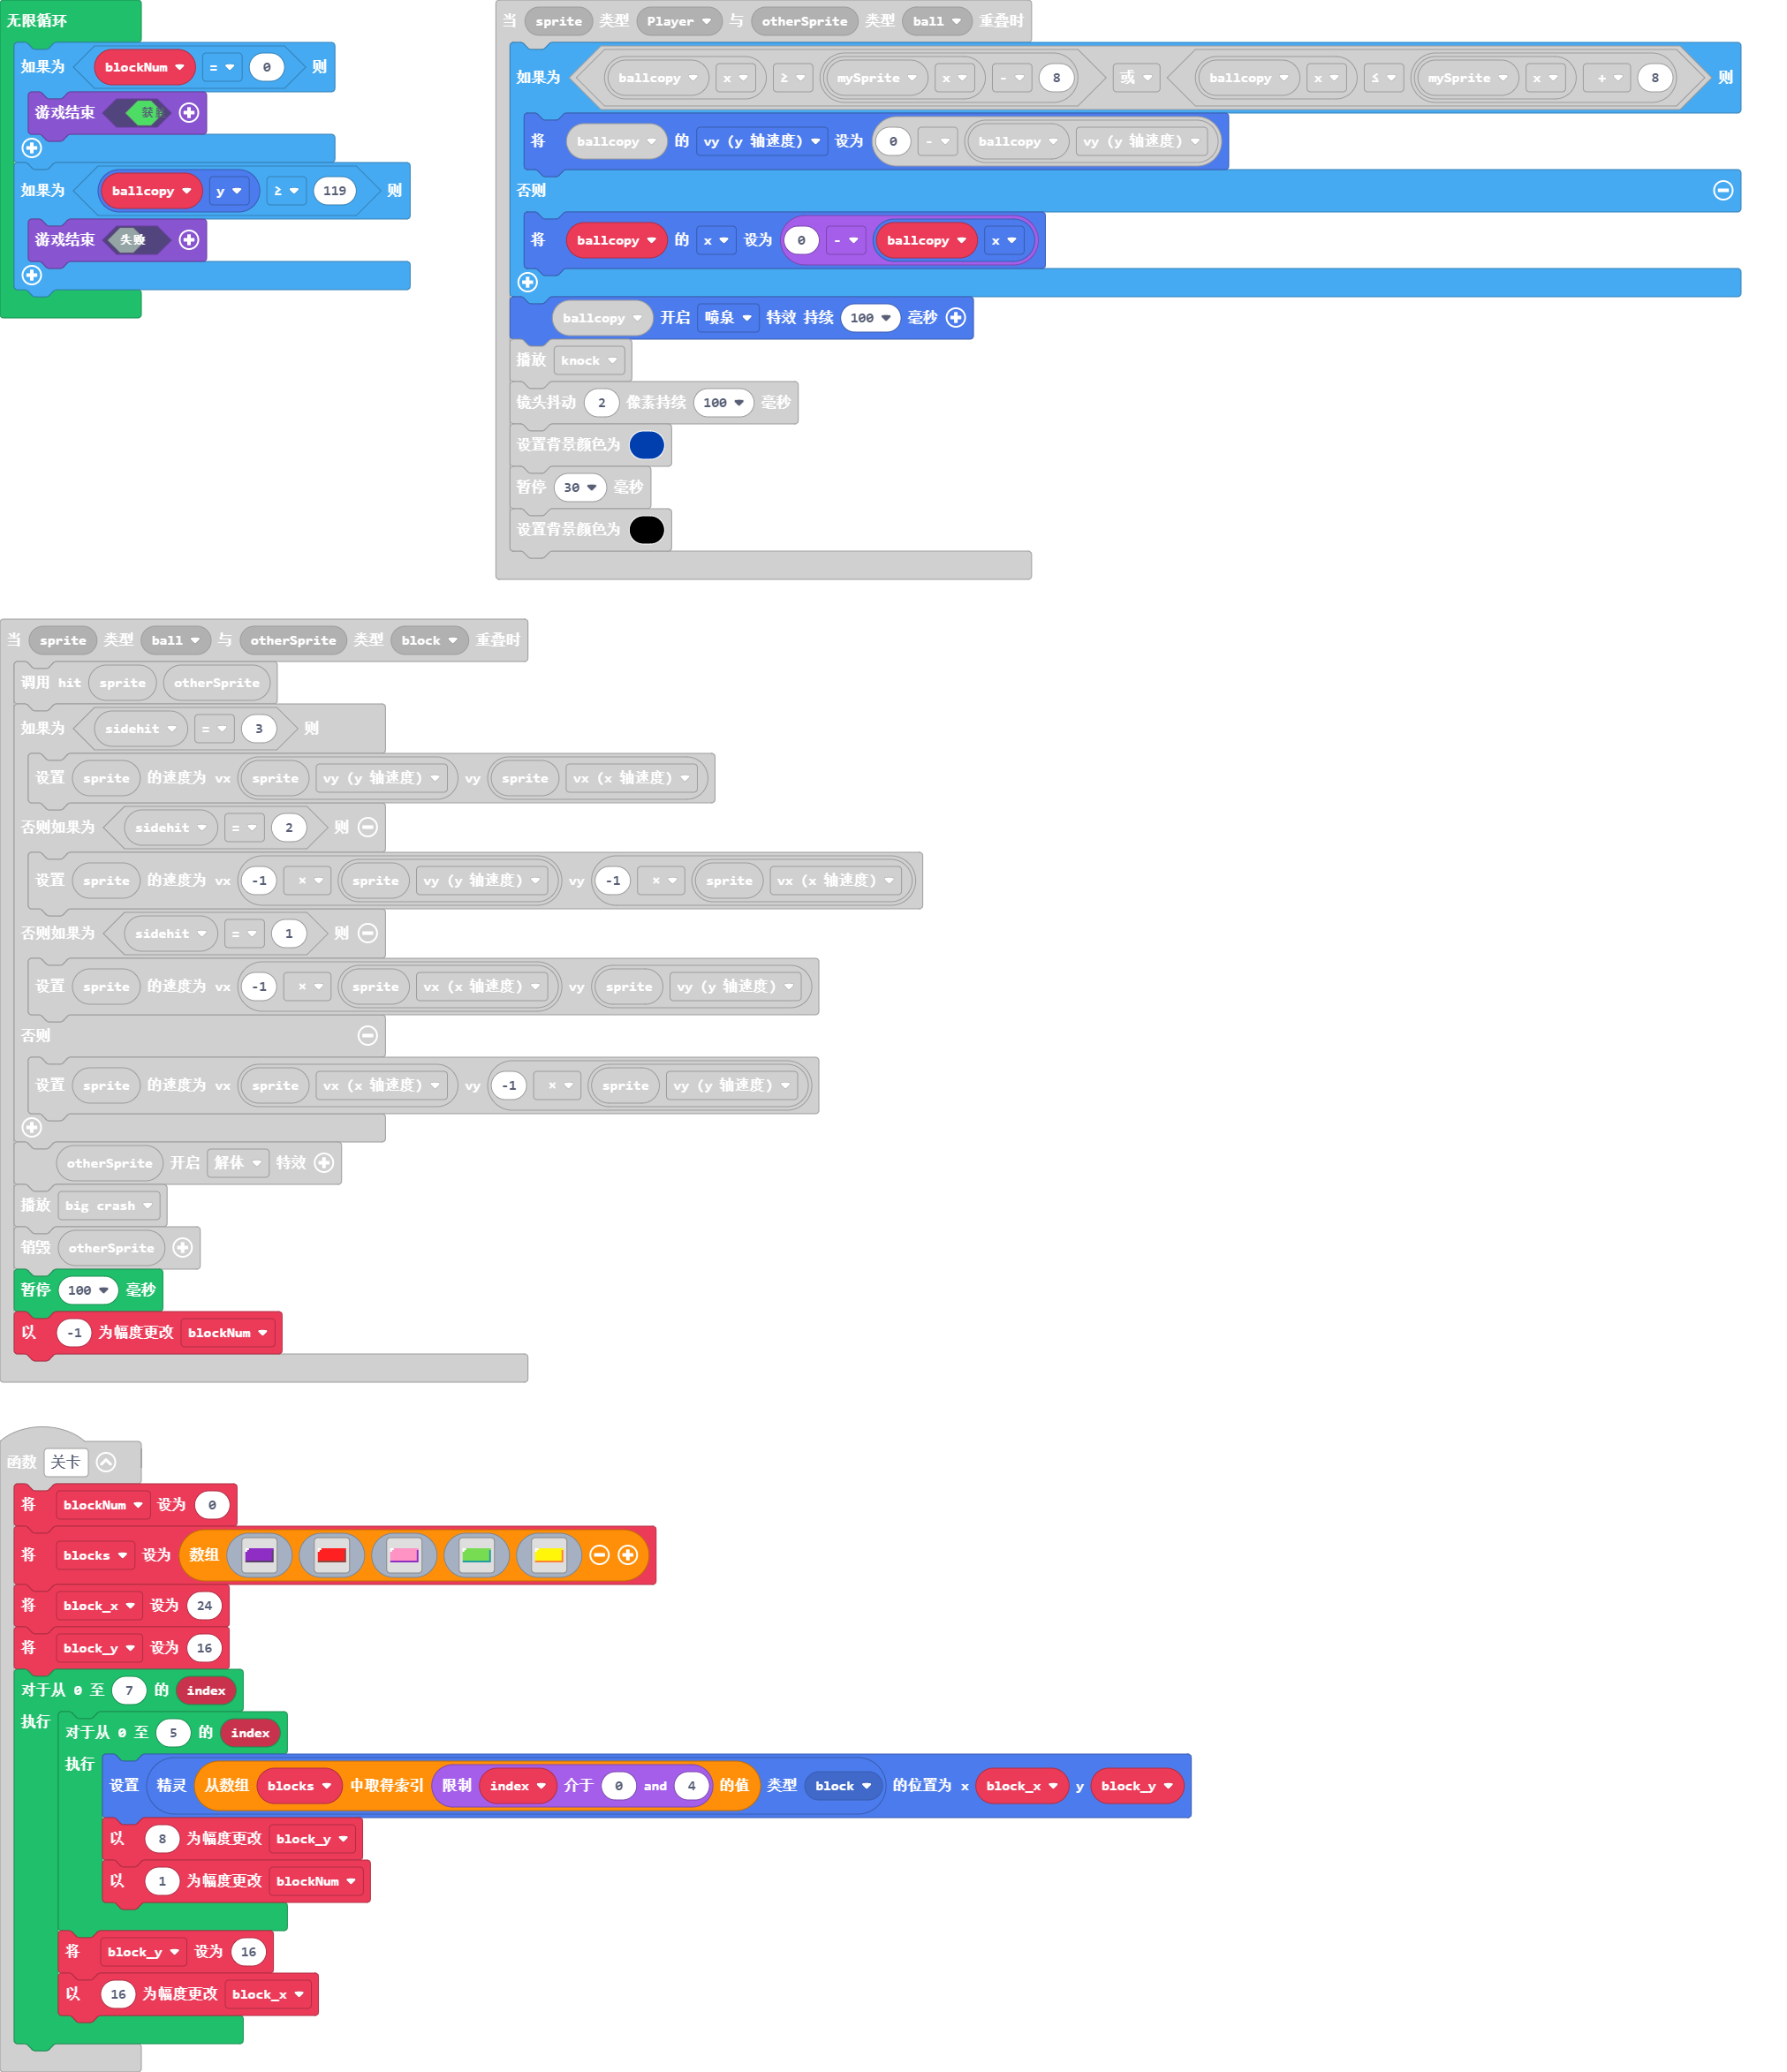 无限循环
如果为 blockNum = 0 则
游戏结束
如果为 ballcopy y ≥ 119 则
游戏结束 失败
当 sprite 类型 Player 与 otherSprite 类型 ball 重叠时
如果为 ballcopy x ≥ mySprite x - 8 或 ballcopy x ≤ mySprite x + 8 则
将 ballcopy 的 vy (y 轴速度) 设为 0 - ballcopy vy (y 轴速度)
否则
将 ballcopy 的 x 设为 0 - ballcopy x
ballcopy 开启 喷泉 特效 持续 100 毫秒
播放 knock
镜头抖动 2 像素持续 100 毫秒
设置背景颜色为
暂停 30 毫秒
设置背景颜色为
当 sprite 类型 ball 与 otherSprite 类型 block 重叠时
调用 hit sprite otherSprite
如果为 sidehit = 3 则
设置 sprite 的速度为 vx sprite vy (y 轴速度) vy sprite vx (x 轴速度)
否则如果为 sidehit = 2 则
设置 sprite 的速度为 vx -1 × sprite vy (y 轴速度) vy -1 × sprite vx (x 轴速度)
否则如果为 sidehit = 1 则
设置 sprite 的速度为 vx -1 × sprite vx (x 轴速度) vy sprite vy (y 轴速度)
否则
设置 sprite 的速度为 vx sprite vx (x 轴速度) vy -1 × sprite vy (y 轴速度)
otherSprite 开启 解体 特效
播放 big crash
销毁 otherSprite
暂停 100 毫秒
以 -1 为幅度更改 blockNum
函数 关卡
将 blockNum 设为 0
将 blocks 设为 数组
将 block_x 设为 24
将 block_y 设为 16
对于从 0 至 7 的 index
执行
对于从 0 至 5 的 index
执行
设置 精灵 从数组 blocks 中取得索引 限制 index 介于 0 and 4 的值 类型 block 的位置为 x block_x y block_y
以 8 为幅度更改 block_y
以 1 为幅度更改 blockNum
将 block_y 设为 16
以 16 为幅度更改 block_x